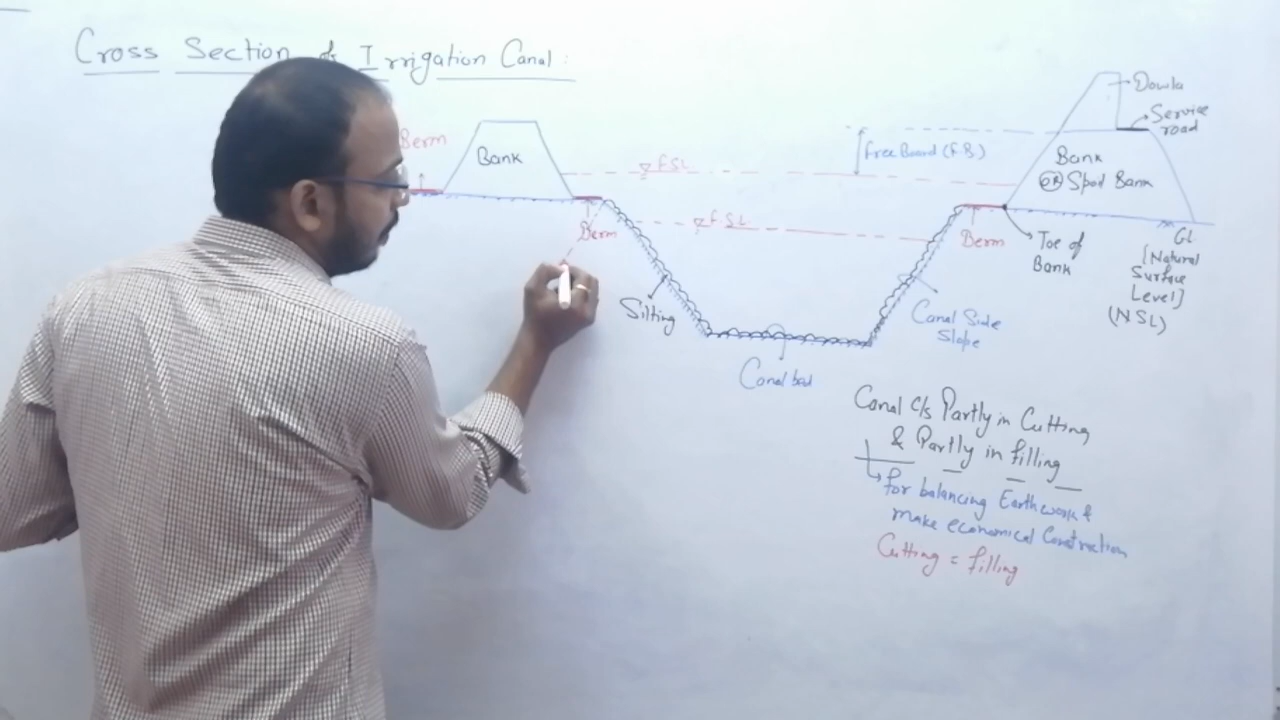 Cross Section of Irrigation Canal:
Berm
Bank
F.SL
F.S.L
Berm
Silting
Canal bed
Free Board (F.B.)
Dowla
Service
road
Bank
OR Spoil Bank
Berm
Toe of
Bank
GL
[Natural
Surface
Level]
(NSL)
Canal Side
Slope
Canal C/s Partly in Cutting
& Partly in filling
For balancing Earthwork &
make economical Construction
Cutting = filling